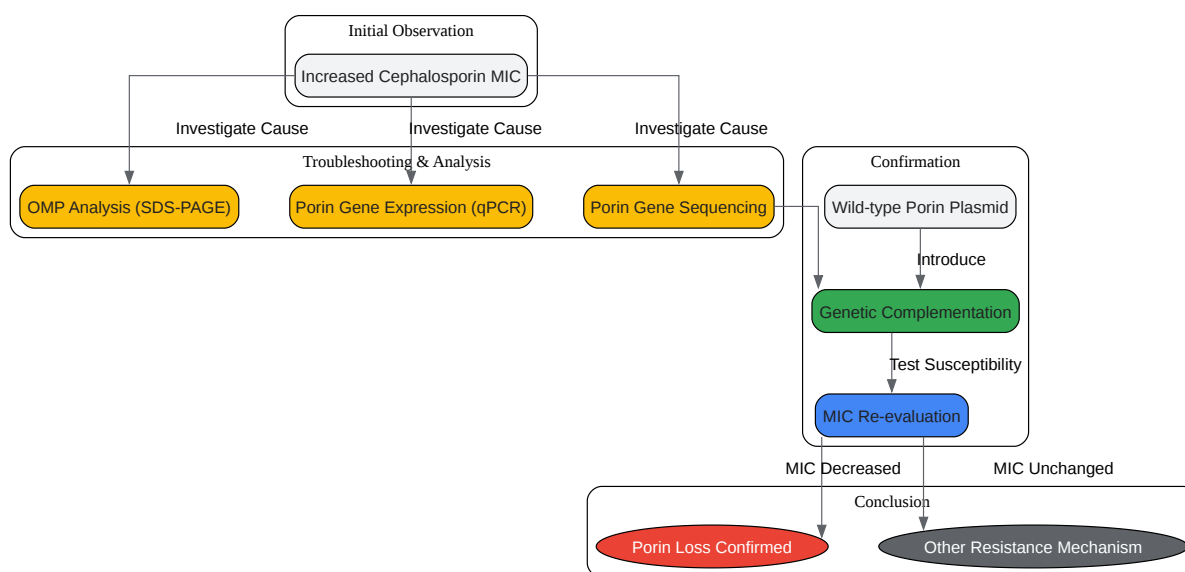 Initial Observation
Increased Cephalosporin MIC
Investigate Cause
Investigate Cause
Investigate Cause
Troubleshooting & Analysis
OMP Analysis (SDS-PAGE)
Porin Gene Expression (qPCR)
Porin Gene Sequencing
Confirmation
Wild-type Porin Plasmid
Introduce
Genetic Complementation
Test Susceptibility
MIC Re-evaluation
MIC Decreased
MIC Unchanged
Conclusion
Porin Loss Confirmed
Other Resistance Mechanism